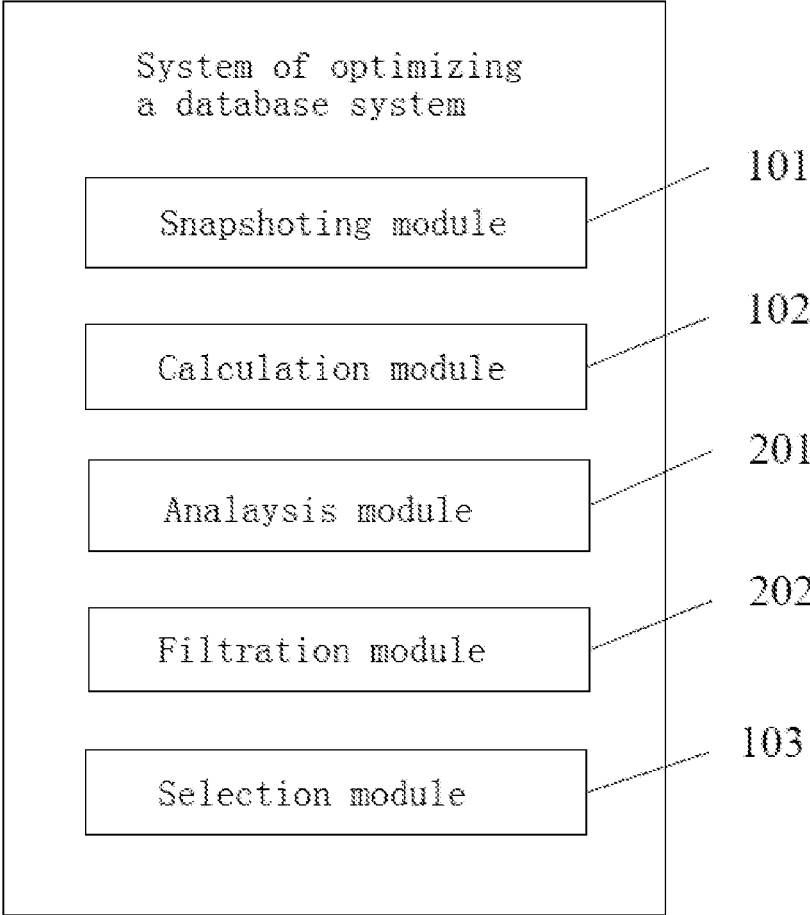 System of optimizing
a database system
101
Snapshoting module
102
Calculation module
201
Analaysis module
202
Filtration module
103
Selection module